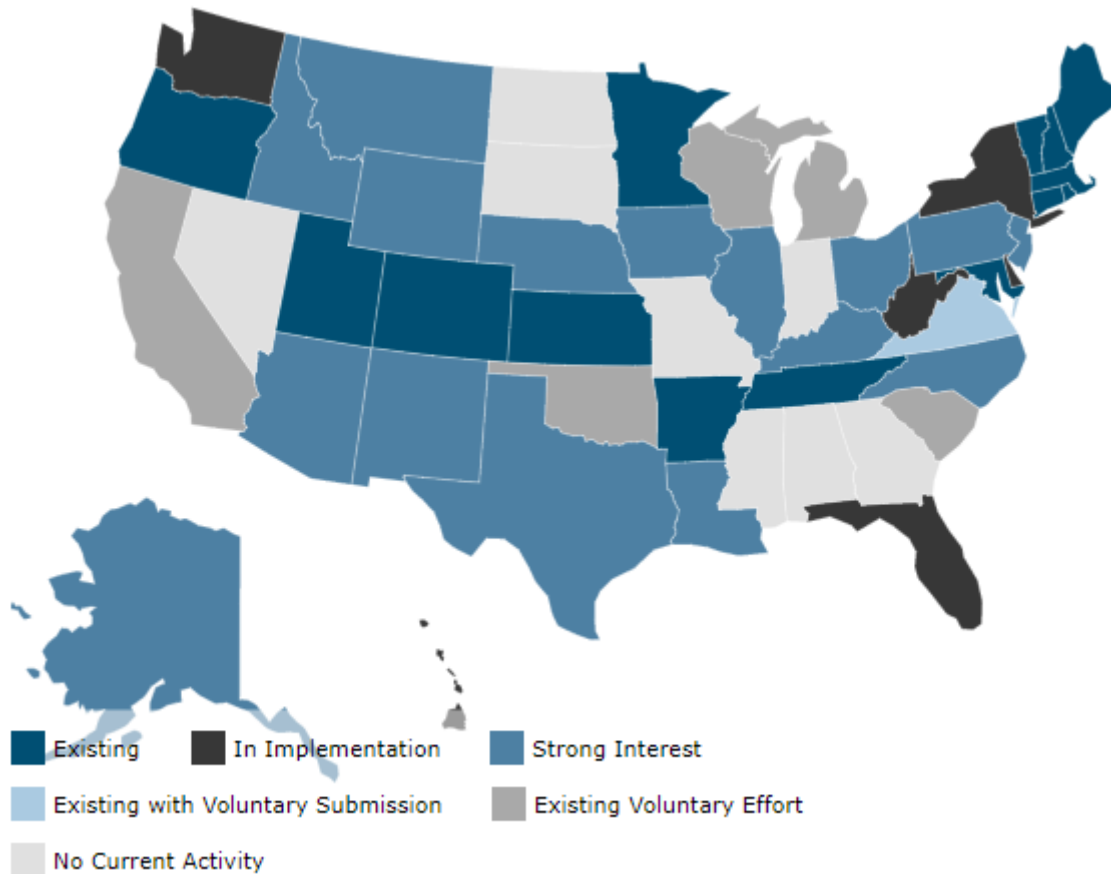 Existing In Implementation Strong Interest
Existing with Voluntary Submission Existing Voluntary Effort
No Current Activity